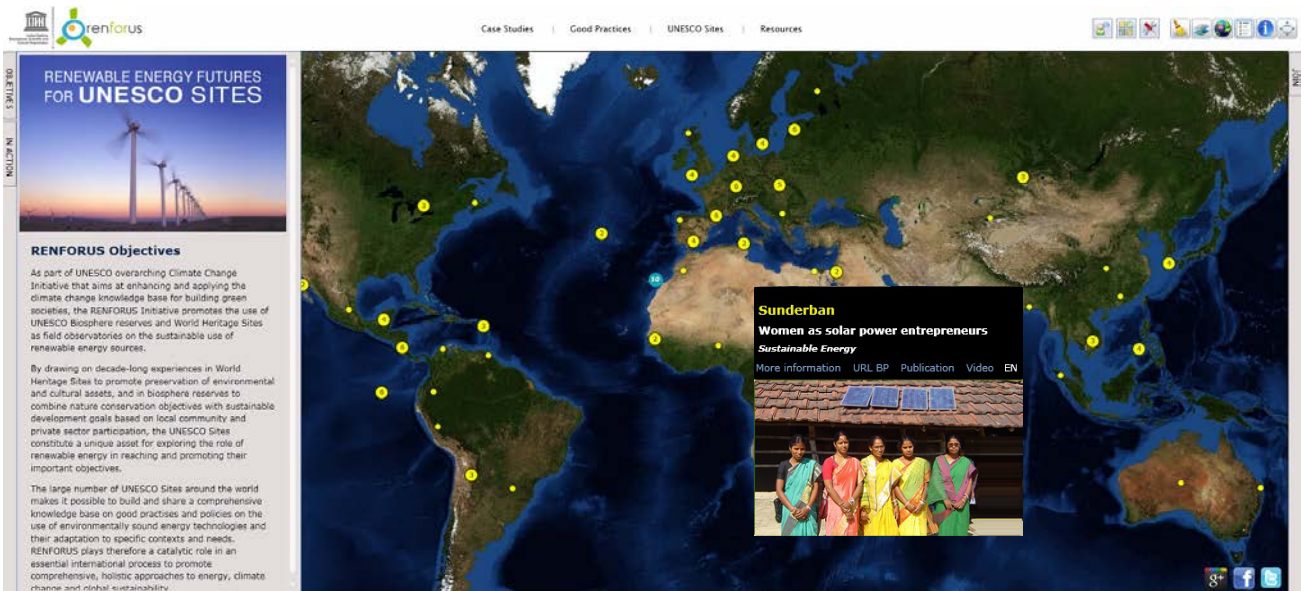 renforus
Case Studies | Good Practices | UNESCO Sites | Resources
OBJETIVES
IN ACTION
JOIN
RENEWABLE ENERGY FUTURES
FOR UNESCO SITES
RENFORUS Objectives
As part of UNESCO overarching Climate Change
Initiative that aims at enhancing and applying the
climate change knowledge base for building green
societies, the RENFORUS Initiative promotes the use of
UNESCO Biosphere reserves and World Heritage Sites
as field observatories on the sustainable use of
renewable energy sources.
By drawing on decade-long experiences in World
Heritage Sites to promote preservation of environmental
and cultural assets, and in biosphere reserves to
combine nature conservation objectives with sustainable
development goals based on local community and
private sector participation, the UNESCO Sites
constitute a unique asset for exploring the role of
renewable energy in reaching and promoting their
important objectives.
The large number of UNESCO Sites around the world
makes it possible to build and share a comprehensive
knowledge base on good practises and policies on the
use of environmentally sound energy technologies and
their adaptation to specific contexts and needs.
RENFORUS plays therefore a catalytic role in an
essential international process to promote
comprehensive, holistic approaches to energy, climate
change and global sustainability.
Sunderban
Women as solar power entrepreneurs
Sustainable Energy
More information URL BP Publication Video EN